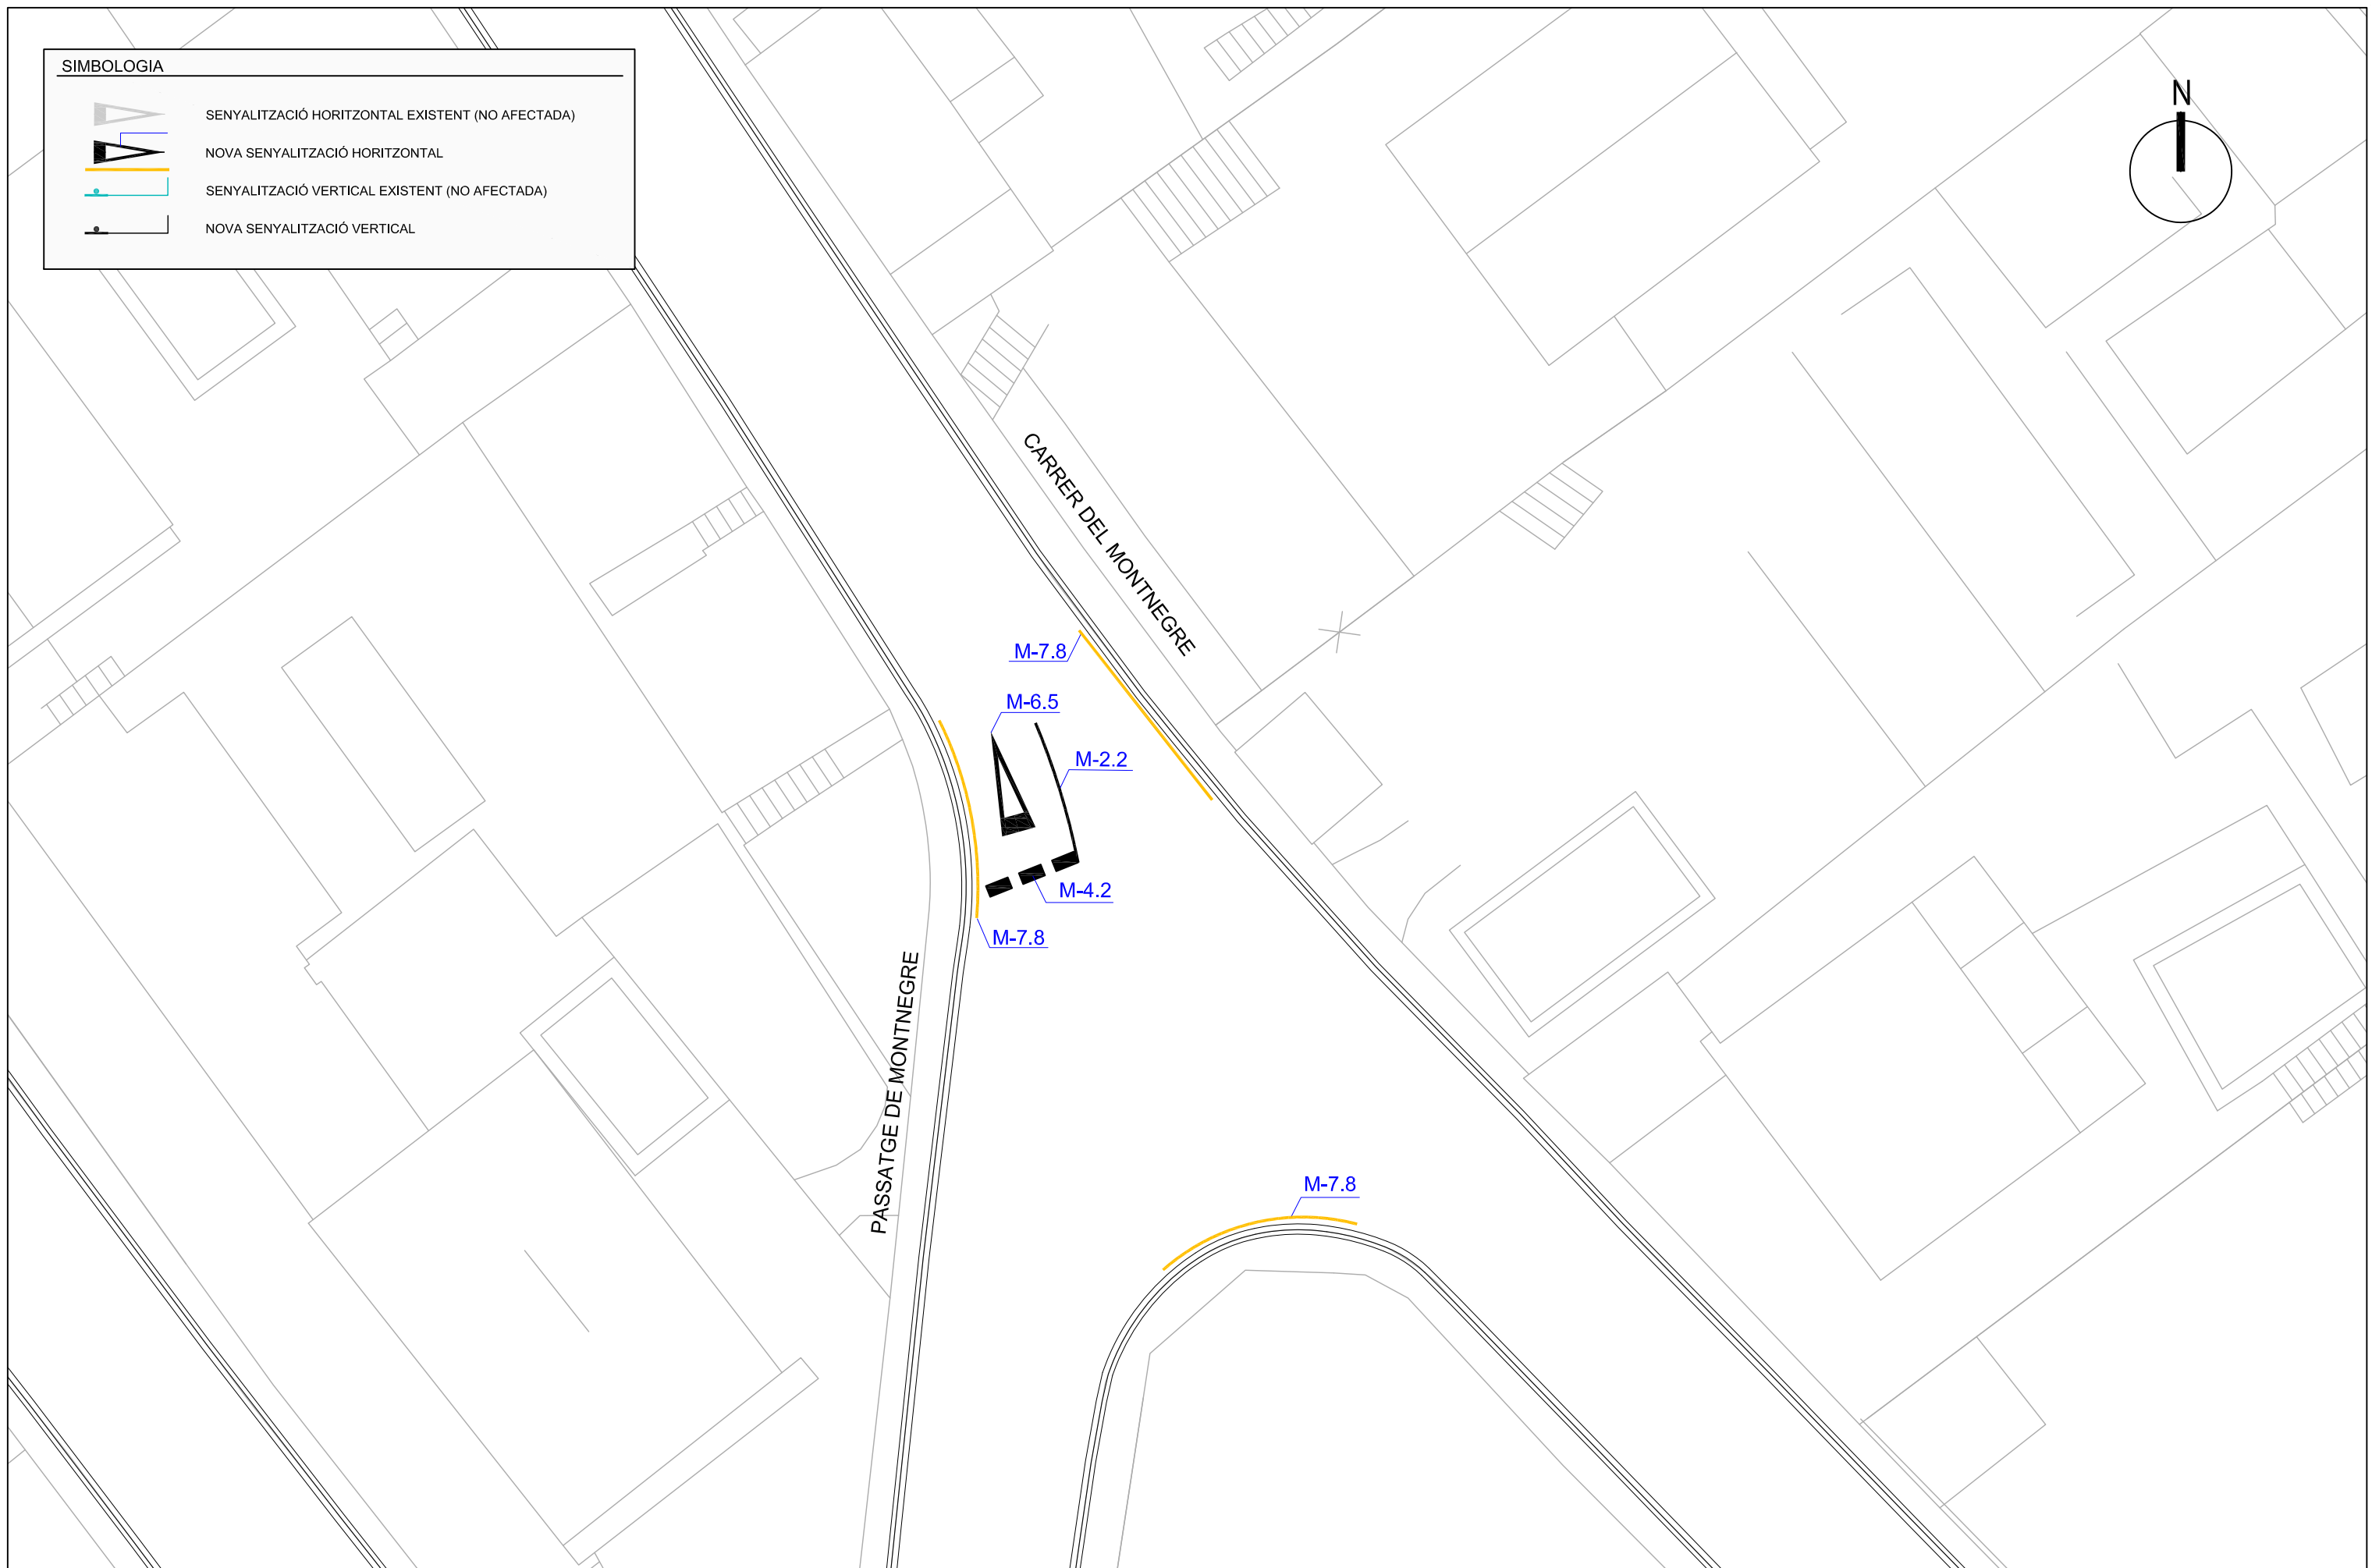 SIMBOLOGIA
SENYALITZACIÓ HORITZONTAL EXISTENT (NO AFECTADA)
NOVA SENYALITZACIÓ HORITZONTAL
SENYALITZACIÓ VERTICAL EXISTENT (NO AFECTADA)
NOVA SENYALITZACIÓ VERTICAL
N
CARRER DEL MONTNEGRE
M-7.8
M-6.5
M-2.2
M-4.2
M-7.8
PASSATGE DE MONTNEGRE
M-7.8